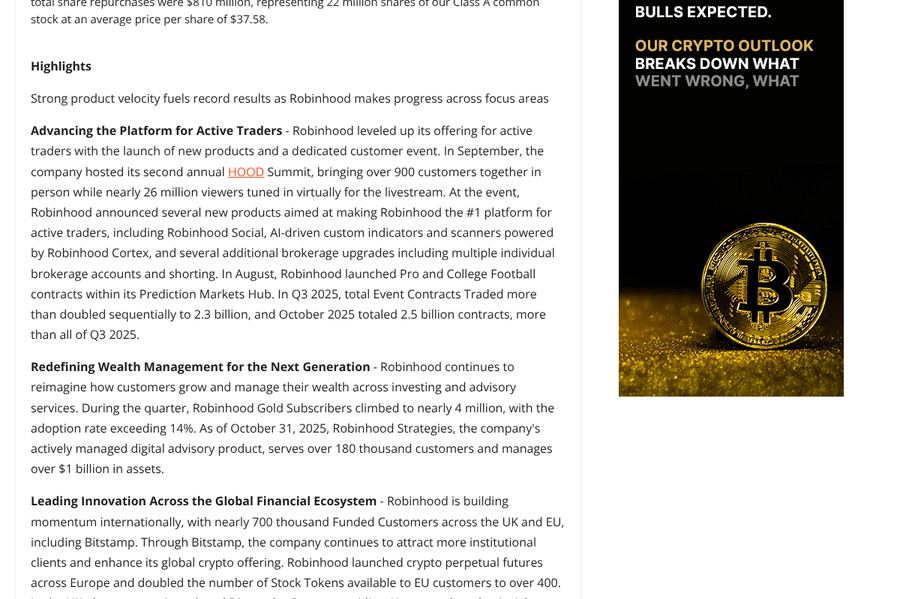 total share repurchases were $810 million, representing 22 million shares of our Class A common
stock at an average price per share of $37.58.
Highlights
Strong product velocity fuels record results as Robinhood makes progress across focus areas
Advancing the Platform for Active Traders - Robinhood leveled up its offering for active
traders with the launch of new products and a dedicated customer event. In September, the
company hosted its second annual HOOD Summit, bringing over 900 customers together in
person while nearly 26 million viewers tuned in virtually for the livestream. At the event,
Robinhood announced several new products aimed at making Robinhood the #1 platform for
active traders, including Robinhood Social, AI-driven custom indicators and scanners powered
by Robinhood Cortex, and several additional brokerage upgrades including multiple individual
brokerage accounts and shorting. In August, Robinhood launched Pro and College Football
contracts within its Prediction Markets Hub. In Q3 2025, total Event Contracts Traded more
than doubled sequentially to 2.3 billion, and October 2025 totaled 2.5 billion contracts, more
than all of Q3 2025.
Redefining Wealth Management for the Next Generation - Robinhood continues to
reimagine how customers grow and manage their wealth across investing and advisory
services. During the quarter, Robinhood Gold Subscribers climbed to nearly 4 million, with the
adoption rate exceeding 14%. As of October 31, 2025, Robinhood Strategies, the company's
actively managed digital advisory product, serves over 180 thousand customers and manages
over $1 billion in assets.
Leading Innovation Across the Global Financial Ecosystem - Robinhood is building
momentum internationally, with nearly 700 thousand Funded Customers across the UK and EU,
including Bitstamp. Through Bitstamp, the company continues to attract more institutional
clients and enhance its global crypto offering. Robinhood launched crypto perpetual futures
across Europe and doubled the number of Stock Tokens available to EU customers to over 400.
BULLS EXPECTED.
OUR CRYPTO OUTLOOK
BREAKS DOWN WHAT
WENT WRONG, WHAT